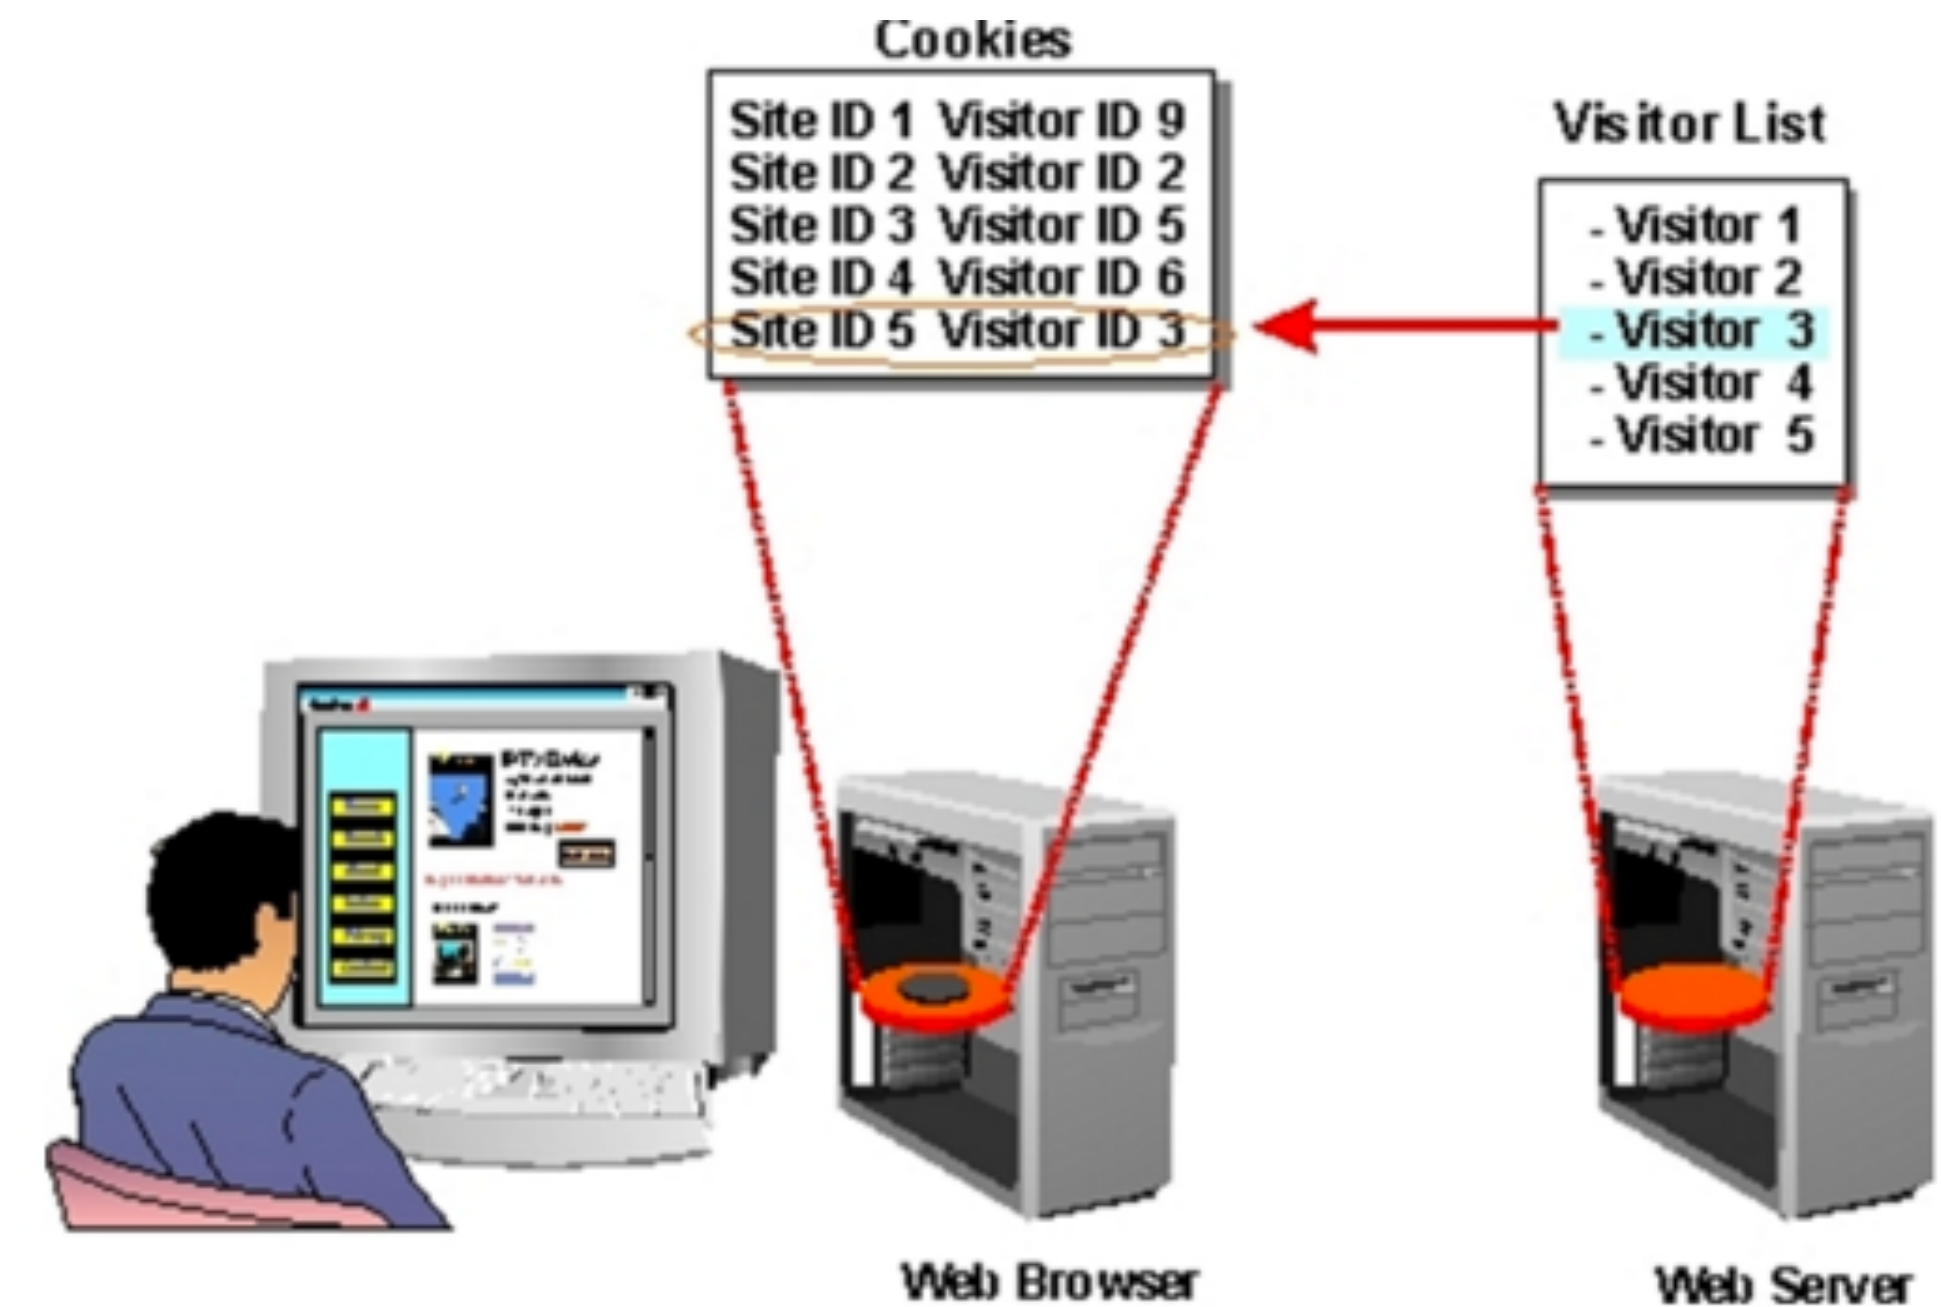 Cookies
Site ID 1 Visitor ID 9
Site ID 2 Visitor ID 2
Site ID 3 Visitor ID 5
Site ID 4 Visitor ID 6
Site ID 5 Visitor ID 3
Visitor List
- Visitor 1
- Visitor 2
- Visitor 3
- Visitor 4
- Visitor 5
Web Browser
Web Server